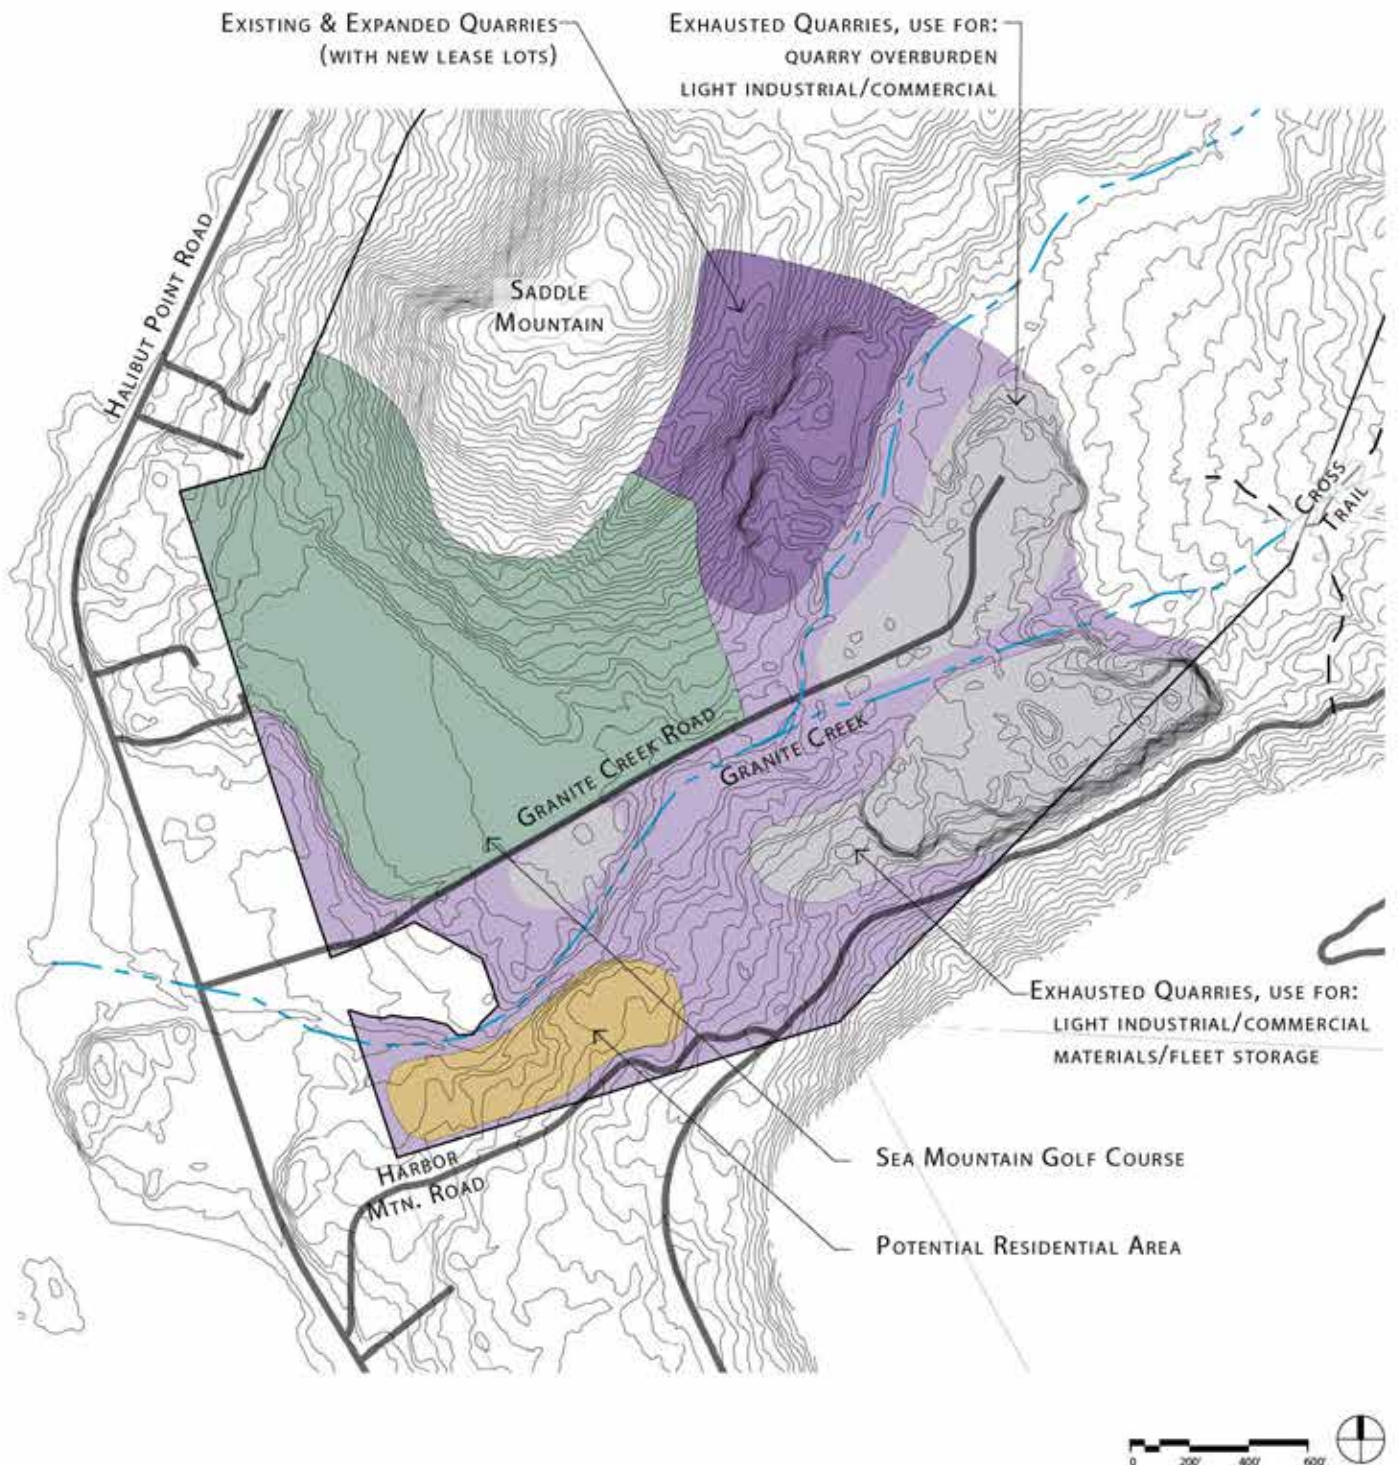 Existing & Expanded Quarries
(with new lease lots)
Exhausted Quarries, use for:
quarry overburden
light industrial/commercial
Halibut Point Road
Saddle
Mountain
Cross
Trail
Granite Creek Road
Granite Creek
Exhausted Quarries, use for:
light industrial/commercial
materials/fleet storage
Sea Mountain Golf Course
Harbor
Mtn. Road
Potential Residential Area
0 200' 400' 600'